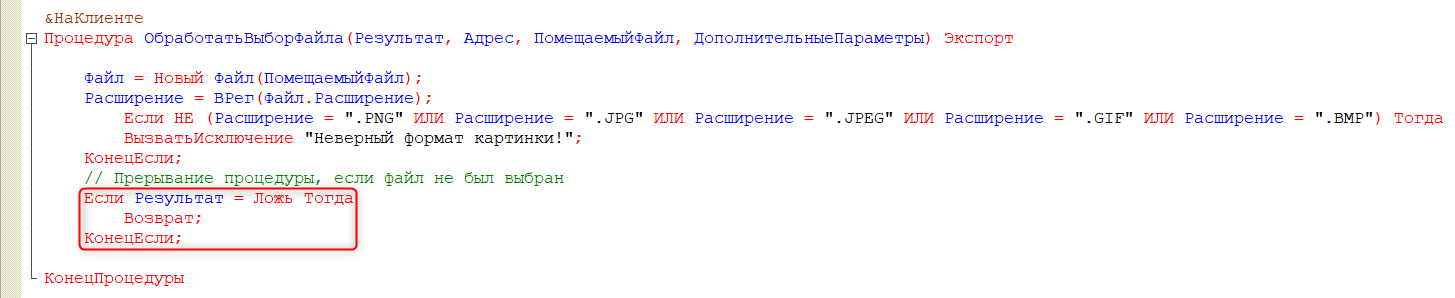 &НаКлиенте
Процедура ОбработатьВыборФайла(Результат, Адрес, ПомещаемыйФайл, ДополнительныеПараметры) Экспорт
Файл = Новый Файл(ПомещаемыйФайл);
Расширение = ВРег(Файл.Расширение);
Если НЕ (Расширение = ".PNG" ИЛИ Расширение = ".JPG" ИЛИ Расширение = ".JPEG" ИЛИ Расширение = ".GIF" ИЛИ Расширение = ".BMP") Тогда
ВызватьИсключение "Неверный формат картинки!";
КонецЕсли;
// Прерывание процедуры, если файл не был выбран
Если Результат = Ложь Тогда
Возврат;
КонецЕсли;
КонецПроцедуры